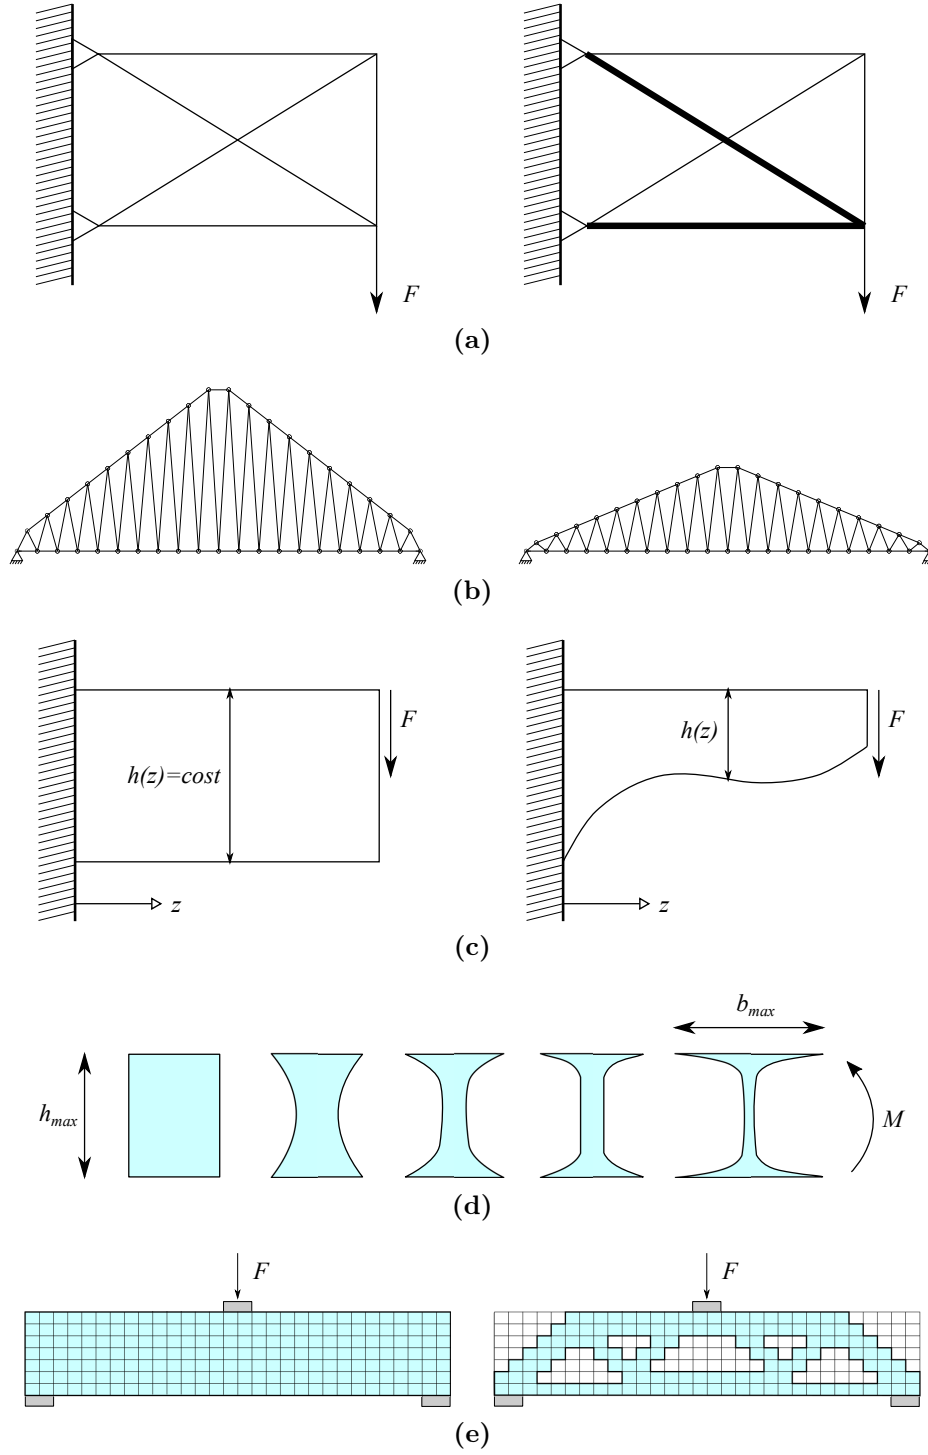 F F
(a)
(b)
F F
h(z)=cost h(z)
z z
(c)
b_max
h_max M
(d)
F F
(e)